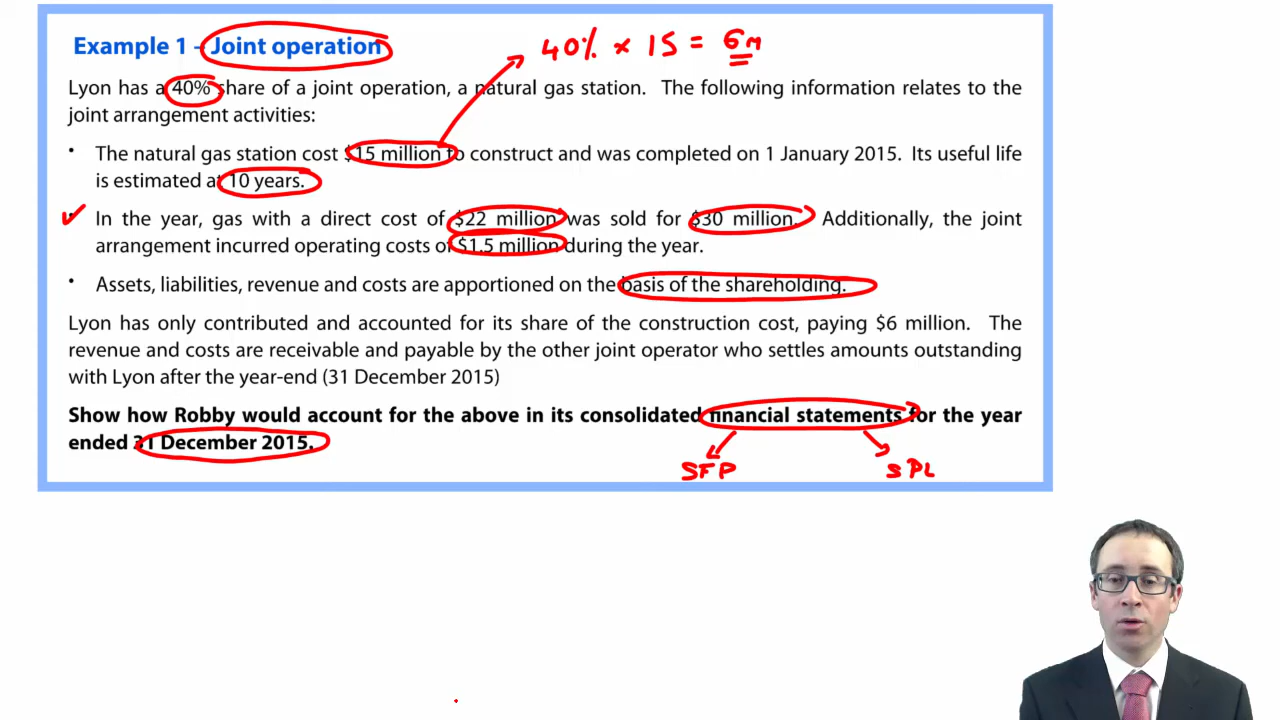 Example 1 - Joint operation
40% × 15 = 6m
Lyon has a 40% share of a joint operation, a natural gas station. The following information relates to the
joint arrangement activities:
• The natural gas station cost $15 million to construct and was completed on 1 January 2015. Its useful life
is estimated at 10 years.
• In the year, gas with a direct cost of $22 million was sold for $30 million. Additionally, the joint
arrangement incurred operating costs of $1.5 million during the year.
• Assets, liabilities, revenue and costs are apportioned on the basis of the shareholding.
Lyon has only contributed and accounted for its share of the construction cost, paying $6 million. The
revenue and costs are receivable and payable by the other joint operator who settles amounts outstanding
with Lyon after the year-end (31 December 2015)
Show how Robby would account for the above in its consolidated financial statements for the year
ended 31 December 2015.
SFP SPL